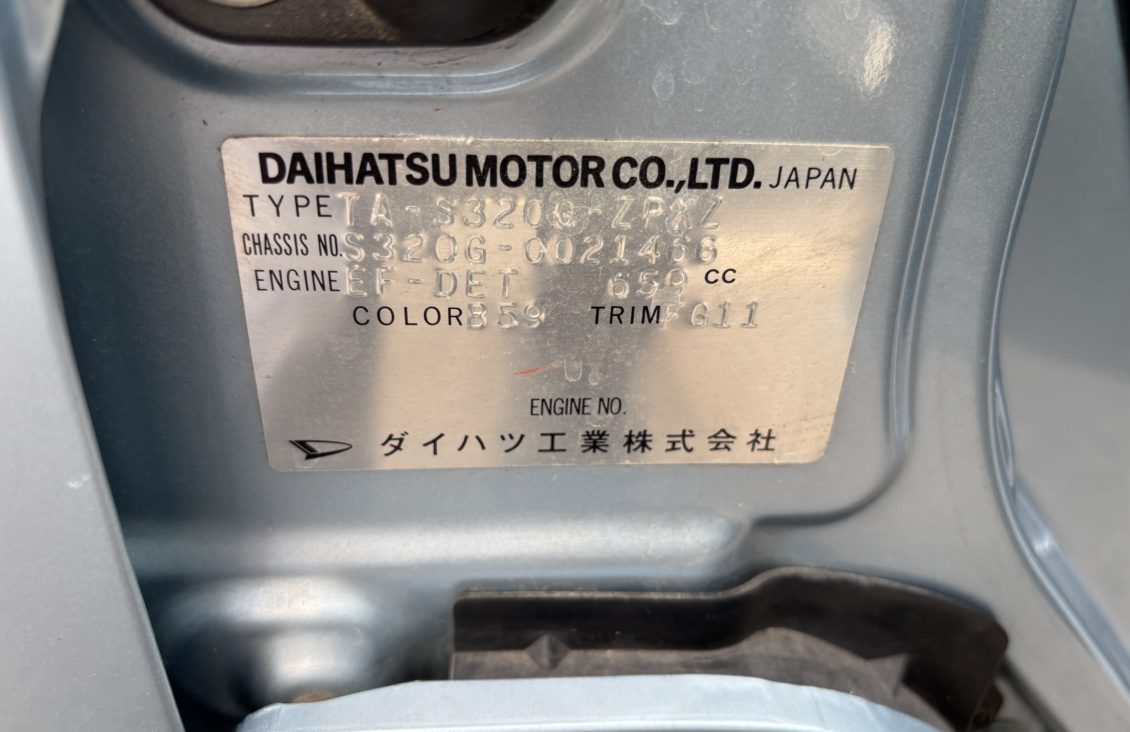 DAIHATSU MOTOR CO.,LTD. JAPAN
TYPE TA-S320G-ZPXZ
CHASSIS NO. S320G-0021466
ENGINE EF-DET 659 CC
COLOR B59 TRIM FG11
ENGINE NO.
ダイハツ工業株式会社